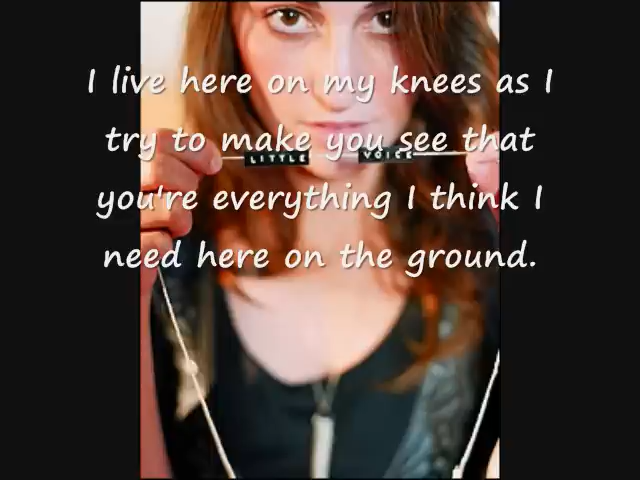 I live here on my knees as I
try to make you see that
LITTLE VOICE
you're everything I think I
need here on the ground.